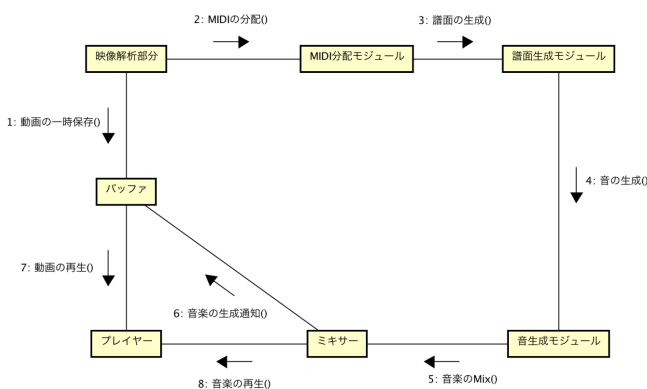 2: MIDIの分配()
3: 譜面の生成()
映像解析部分
MIDI分配モジュール
譜面生成モジュール
1: 動画の一時保存()
4: 音の生成()
バッファ
7: 動画の再生()
6: 音楽の生成通知()
プレイヤー
ミキサー
音生成モジュール
8: 音楽の再生()
5: 音楽のMix()